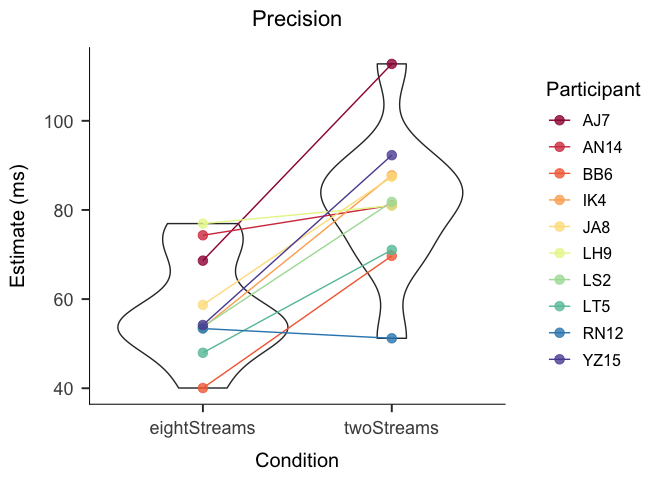 Precision
Estimate (ms)
100
80
60
40
eightStreams
twoStreams
Condition
Participant
AJ7
AN14
BB6
IK4
JA8
LH9
LS2
LT5
RN12
YZ15